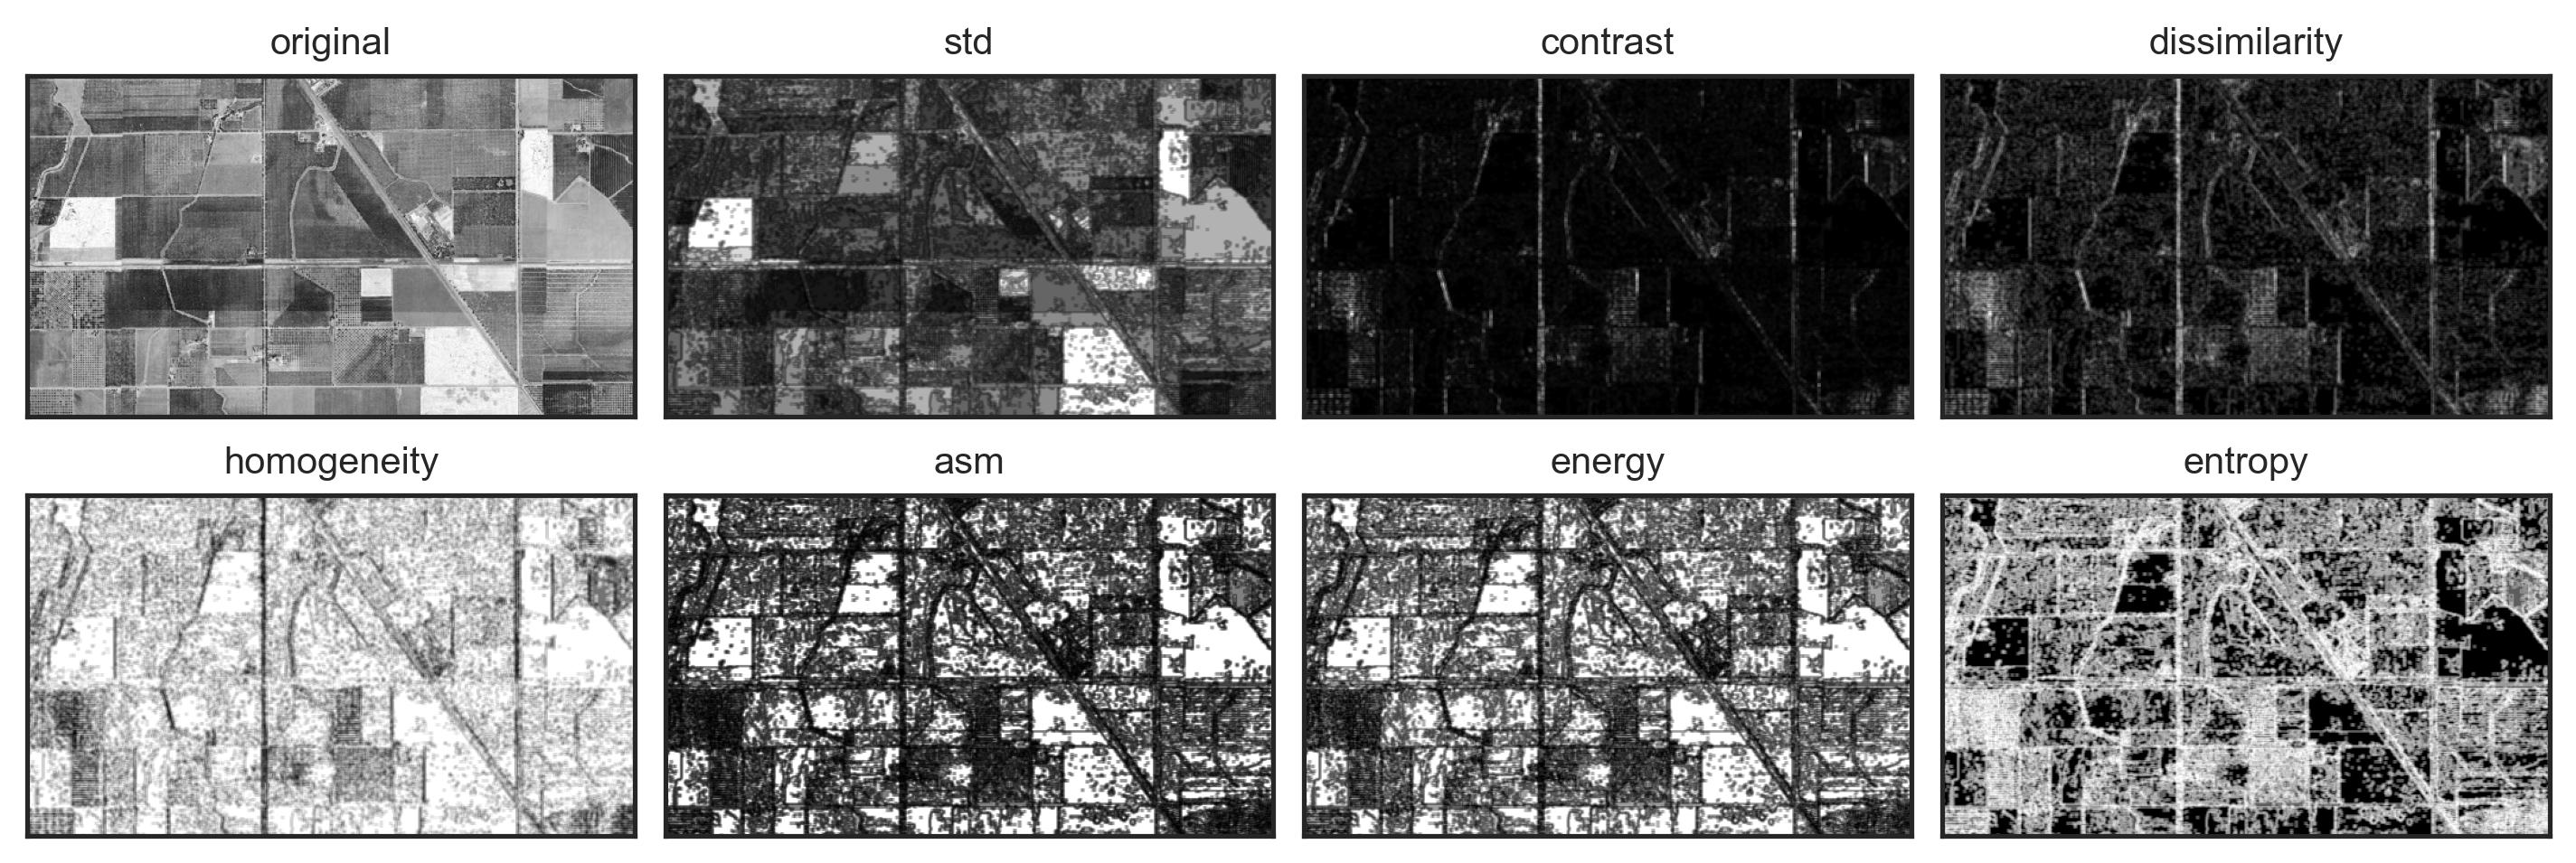 original
std
contrast
dissimilarity
homogeneity
asm
energy
entropy